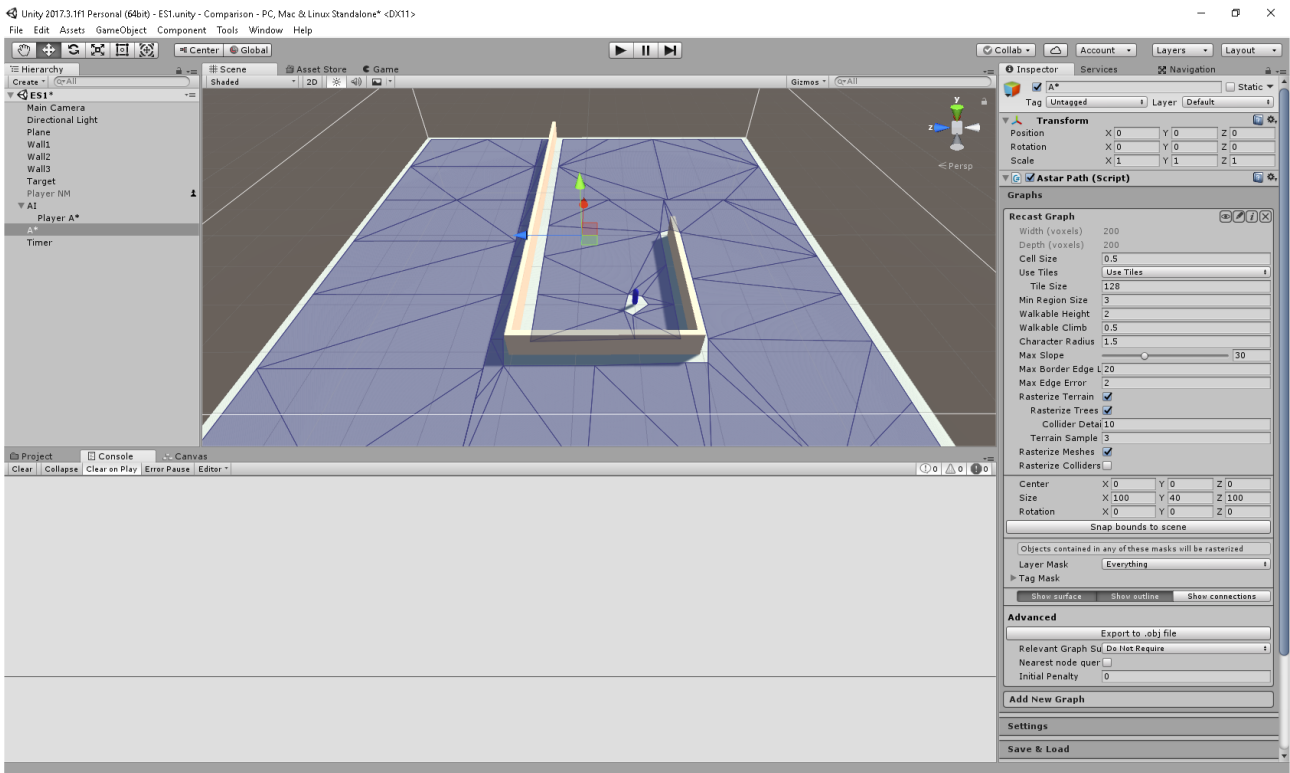 Unity 2017.3.1f1 Personal (64bit) - ES1.unity - Comparison - PC, Mac & Linux Standalone* <DX11>
File Edit Assets GameObject Component Tools Window Help
Center Global Collab Account Layers Layout
Hierarchy
Create All
ES1*
Main Camera
Directional Light
Plane
Wall1
Wall2
Wall3
Target
Player NM
AI
Player A*
A*
Timer
Scene Asset Store Game
Shaded 2D Gizmos All
y
z
Persp
Project Console Canvas
Clear Collapse Clear on Play Error Pause Editor 0 0 0
Inspector Services Navigation
A* Static
Tag Untagged Layer Default
Transform
Position X 0 Y 0 Z 0
Rotation X 0 Y 0 Z 0
Scale X 1 Y 1 Z 1
Astar Path (Script)
Graphs
Recast Graph
Width (voxels) 200
Depth (voxels) 200
Cell Size 0.5
Use Tiles Use Tiles
Tile Size 128
Min Region Size 3
Walkable Height 2
Walkable Climb 0.5
Character Radius 1.5
Max Slope 30
Max Border Edge L 20
Max Edge Error 2
Rasterize Terrain
Rasterize Trees
Collider Detai 10
Terrain Sample 3
Rasterize Meshes
Rasterize Colliders
Center X 0 Y 0 Z 0
Size X 100 Y 40 Z 100
Rotation X 0 Y 0 Z 0
Snap bounds to scene
Objects contained in any of these masks will be rasterized
Layer Mask Everything
Tag Mask
Show surface Show outline Show connections
Advanced
Export to .obj file
Relevant Graph Su Do Not Require
Nearest node quer
Initial Penalty 0
Add New Graph
Settings
Save & Load